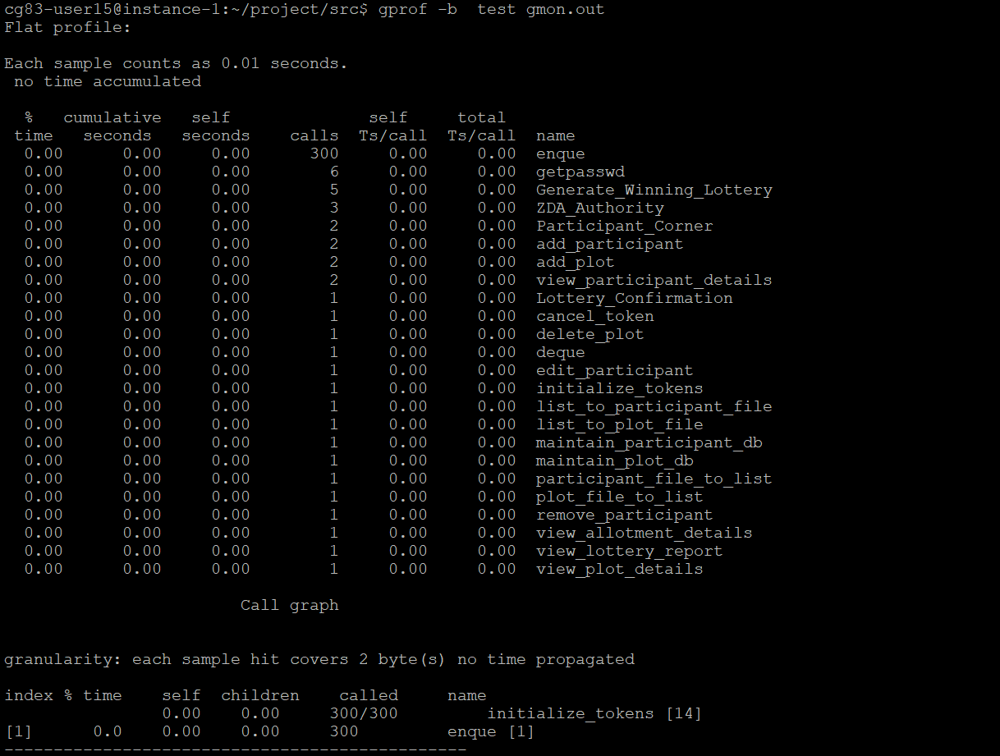 cg83-user15@instance-1:~/project/src$ gprof -b  test gmon.out
Flat profile:

Each sample counts as 0.01 seconds.
 no time accumulated

  %   cumulative   self              self     total
 time   seconds   seconds    calls  Ts/call  Ts/call  name
  0.00      0.00     0.00      300     0.00     0.00  enque
  0.00      0.00     0.00        6     0.00     0.00  getpasswd
  0.00      0.00     0.00        5     0.00     0.00  Generate_Winning_Lottery
  0.00      0.00     0.00        3     0.00     0.00  ZDA_Authority
  0.00      0.00     0.00        2     0.00     0.00  Participant_Corner
  0.00      0.00     0.00        2     0.00     0.00  add_participant
  0.00      0.00     0.00        2     0.00     0.00  add_plot
  0.00      0.00     0.00        2     0.00     0.00  view_participant_details
  0.00      0.00     0.00        1     0.00     0.00  Lottery_Confirmation
  0.00      0.00     0.00        1     0.00     0.00  cancel_token
  0.00      0.00     0.00        1     0.00     0.00  delete_plot
  0.00      0.00     0.00        1     0.00     0.00  deque
  0.00      0.00     0.00        1     0.00     0.00  edit_participant
  0.00      0.00     0.00        1     0.00     0.00  initialize_tokens
  0.00      0.00     0.00        1     0.00     0.00  list_to_participant_file
  0.00      0.00     0.00        1     0.00     0.00  list_to_plot_file
  0.00      0.00     0.00        1     0.00     0.00  maintain_participant_db
  0.00      0.00     0.00        1     0.00     0.00  maintain_plot_db
  0.00      0.00     0.00        1     0.00     0.00  participant_file_to_list
  0.00      0.00     0.00        1     0.00     0.00  plot_file_to_list
  0.00      0.00     0.00        1     0.00     0.00  remove_participant
  0.00      0.00     0.00        1     0.00     0.00  view_allotment_details
  0.00      0.00     0.00        1     0.00     0.00  view_lottery_report
  0.00      0.00     0.00        1     0.00     0.00  view_plot_details

                        Call graph

granularity: each sample hit covers 2 byte(s) no time propagated

index % time    self  children    called     name
                0.00    0.00     300/300         initialize_tokens [14]
[1]      0.0    0.00    0.00     300         enque [1]
-----------------------------------------------